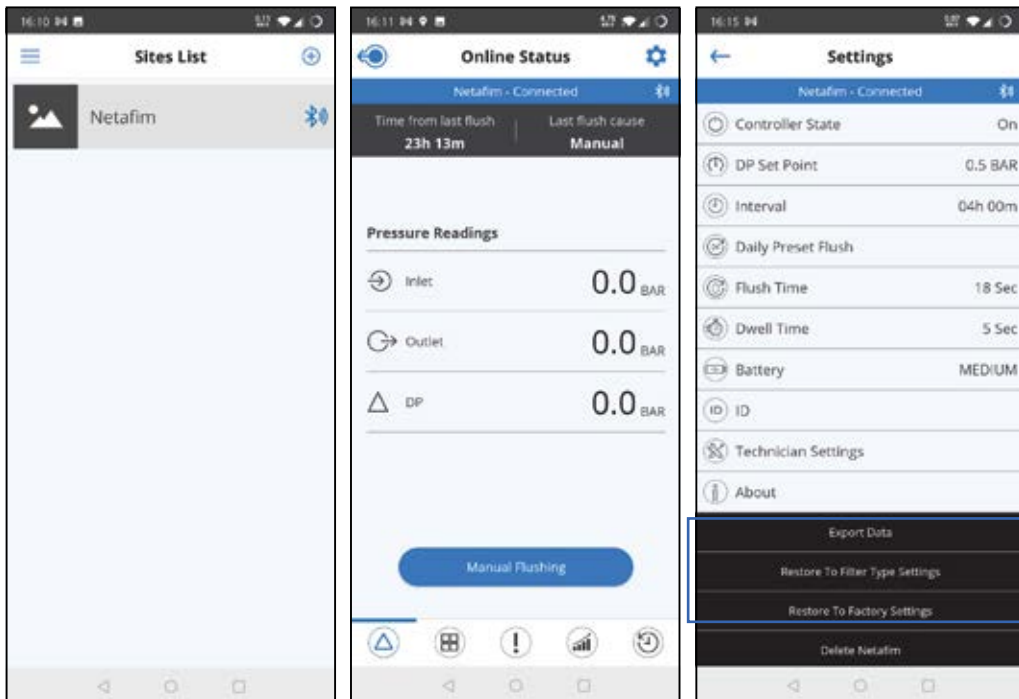 16:10
Sites List
Netafim
16:11
Online Status
Netafim - Connected
Time from last flush
23h 13m
Last flush cause
Manual
Pressure Readings
Inlet 0.0 BAR
Outlet 0.0 BAR
DP 0.0 BAR
Manual Flushing
16:15
Settings
Netafim - Connected
Controller State On
DP Set Point 0.5 BAR
Interval 04h 00m
Daily Preset Flush
Flush Time 18 Sec
Dwell Time 5 Sec
Battery MEDIUM
ID ID
Technician Settings
About
Export Data
Restore To Filter Type Settings
Restore To Factory Settings
Delete Netafim